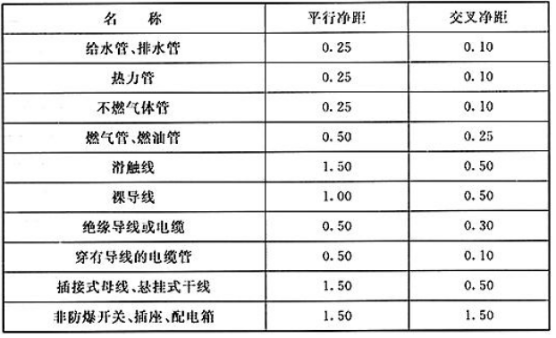 名 称 平行净距 交叉净距
给水管、排水管 0.25 0.10
热力管 0.25 0.10
不燃气体管 0.25 0.10
燃气管、燃油管 0.50 0.25
滑触线 1.50 0.50
裸导线 1.00 0.50
绝缘导线或电缆 0.50 0.30
穿有导线的电缆管 0.50 0.10
插接式母线、悬挂式干线 1.50 0.50
非防爆开关、插座、配电箱 1.50 1.50